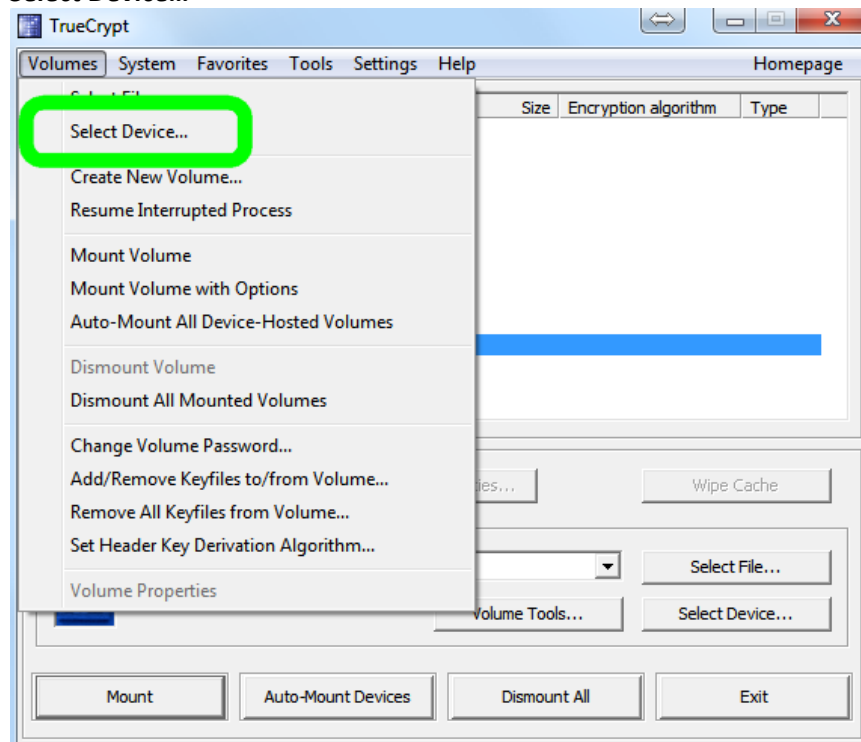 TrueCrypt
Volumes System Favorites Tools Settings Help Homepage
Size Encryption algorithm Type
Select Device...
Create New Volume...
Resume Interrupted Process
Mount Volume
Mount Volume with Options
Auto-Mount All Device-Hosted Volumes
Dismount Volume
Dismount All Mounted Volumes
Change Volume Password...
Add/Remove Keyfiles to/from Volume...
Wipe Cache
Remove All Keyfiles from Volume...
Set Header Key Derivation Algorithm...
Select File...
Volume Properties
Volume Tools... Select Device...
Mount Auto-Mount Devices Dismount All Exit